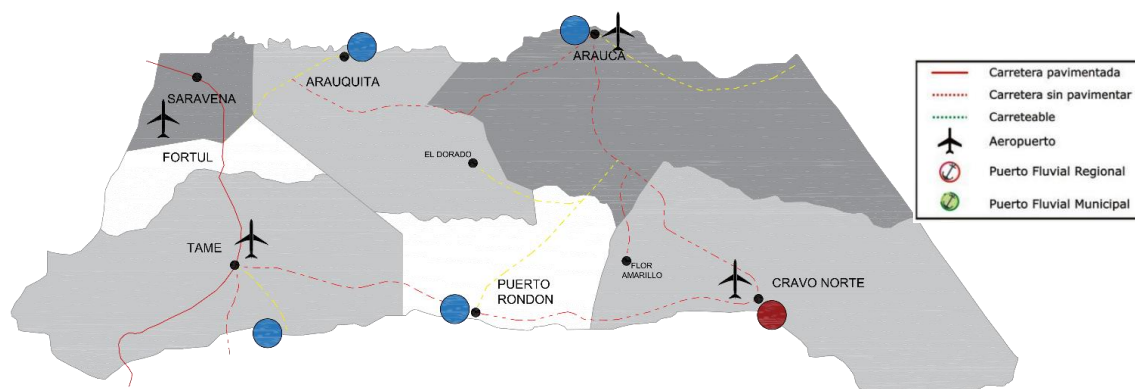 ARAUCA
ARAUQUITA
SARAVENA
FORTUL
EL DORADO
TAME
FLOR
AMARILLO
PUERTO
RONDON
CRAVO NORTE
Carretera pavimentada
Carretera sin pavimentar
Carreteable
Aeropuerto
Puerto Fluvial Regional
Puerto Fluvial Municipal